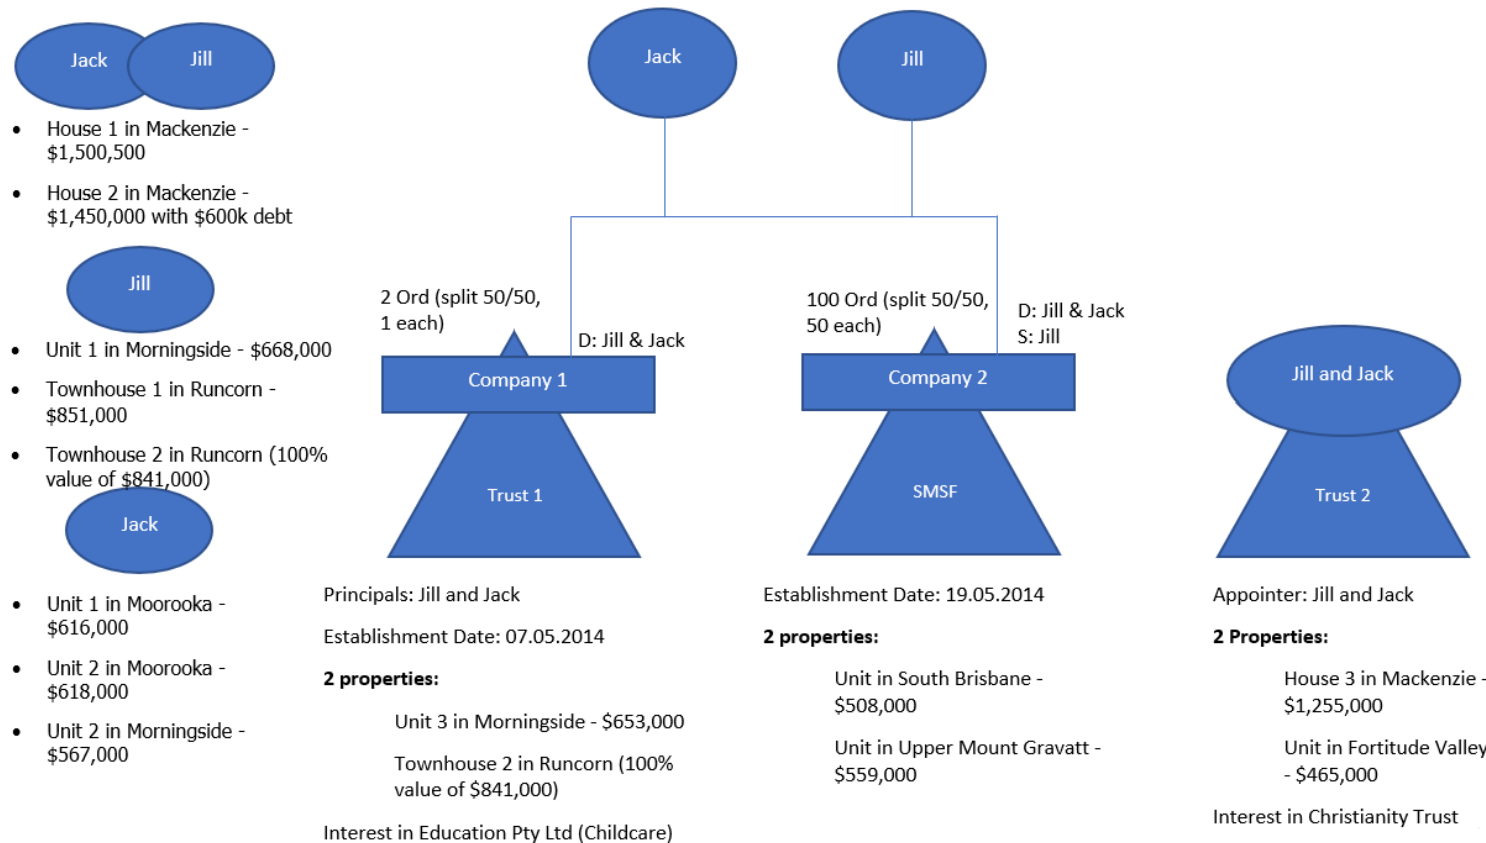 Jack
Jill
• House 1 in Mackenzie -
$1,500,500
• House 2 in Mackenzie -
$1,450,000 with $600k debt
Jill
• Unit 1 in Morningside - $668,000
• Townhouse 1 in Runcorn -
$851,000
• Townhouse 2 in Runcorn (100%
value of $841,000)
Jack
• Unit 1 in Moorooka -
$616,000
• Unit 2 in Moorooka -
$618,000
• Unit 2 in Morningside -
$567,000
Jack
Jill
2 Ord (split 50/50,
1 each)
D: Jill & Jack
Company 1
Trust 1
Principals: Jill and Jack
Establishment Date: 07.05.2014
2 properties:
Unit 3 in Morningside - $653,000
Townhouse 2 in Runcorn (100%
value of $841,000)
Interest in Education Pty Ltd (Childcare)
100 Ord (split 50/50,
50 each)
D: Jill & Jack
S: Jill
Company 2
SMSF
Establishment Date: 19.05.2014
2 properties:
Unit in South Brisbane -
$508,000
Unit in Upper Mount Gravatt -
$559,000
Jill and Jack
Trust 2
Appointer: Jill and Jack
2 Properties:
House 3 in Mackenzie -
$1,255,000
Unit in Fortitude Valley
- $465,000
Interest in Christianity Trust